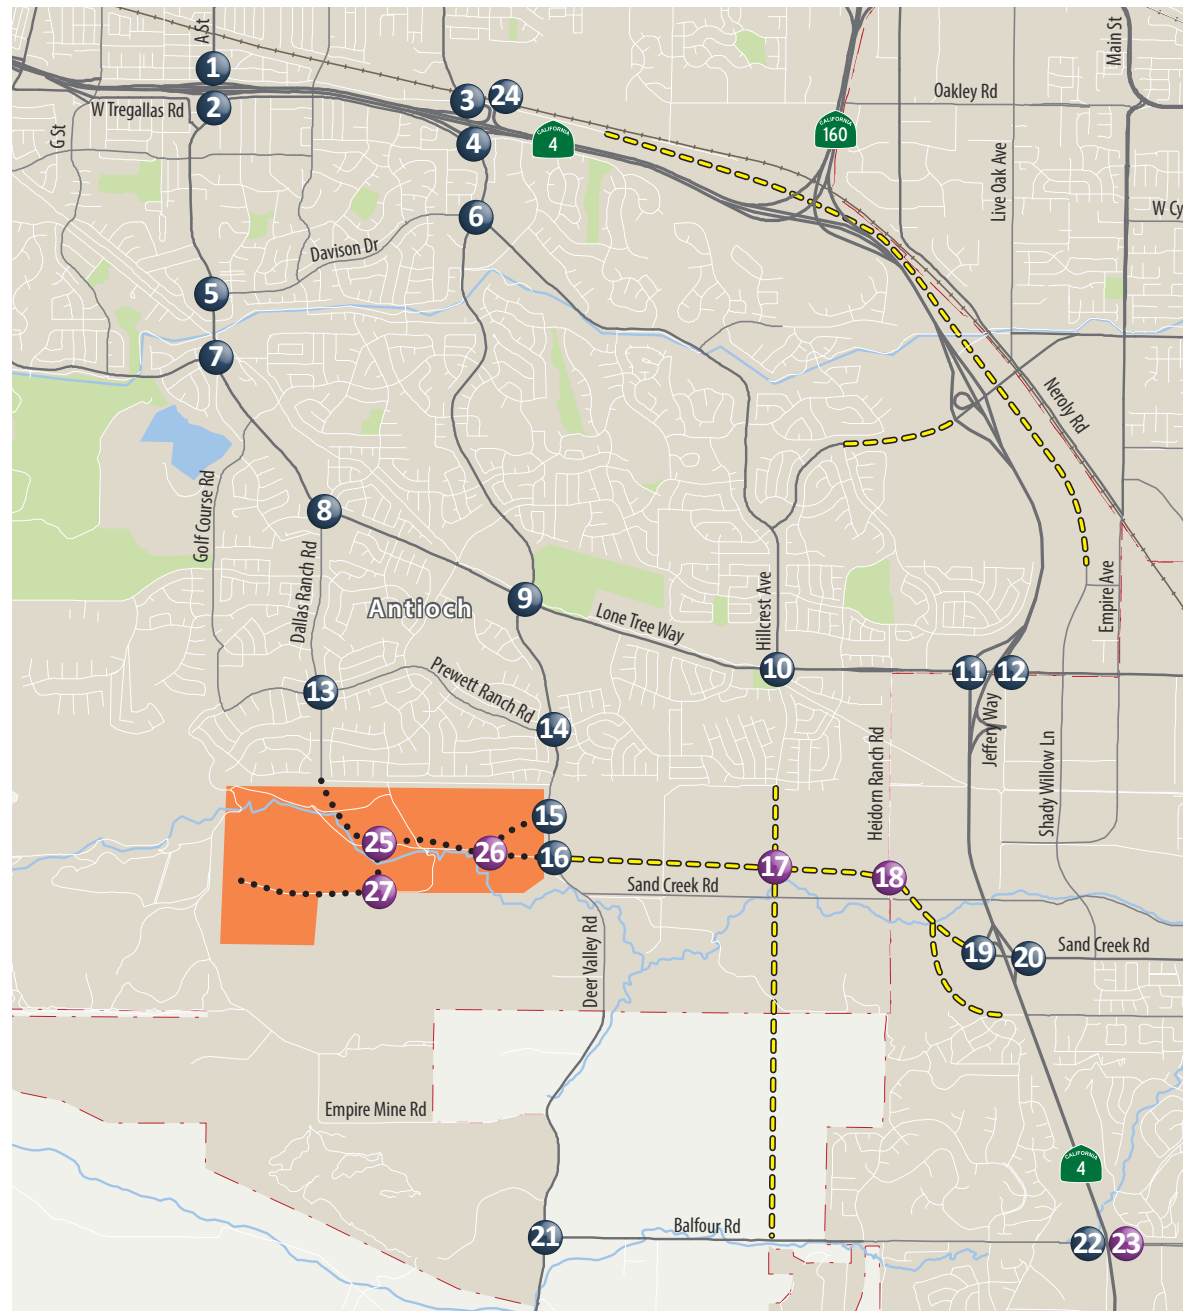 A St
Main St
1
3
24
Oakley Rd
W Tregallas Rd
2
CALIFORNIA
160
G St
4
CALIFORNIA
4
Live Oak Ave
6
W Cy
Davison Dr
5
7
Neroly Rd
Golf Course Rd
8
Dallas Ranch Rd
Antioch
9
Lone Tree Way
Hillcrest Ave
Empire Ave
10
11
12
13
Prewett Ranch Rd
14
Jeffery Way
Heidorn Ranch Rd
Shady Willow Ln
15
25
26
16
17
18
27
Sand Creek Rd
Deer Valley Rd
19
20
Sand Creek Rd
Empire Mine Rd
CALIFORNIA
4
21
Balfour Rd
22
23